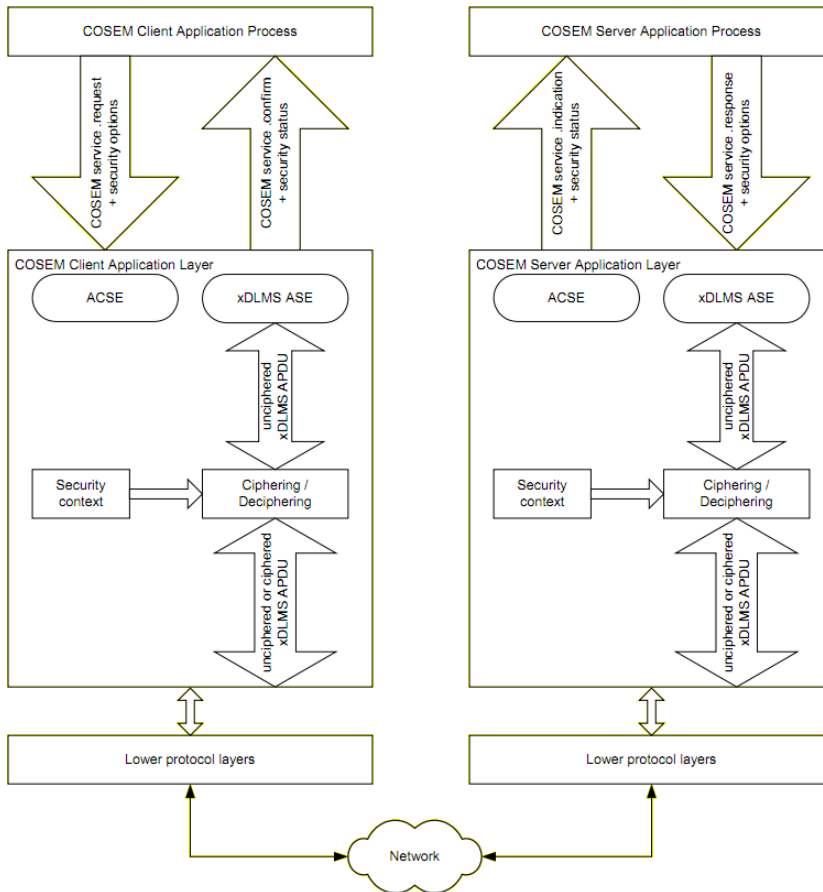 COSEM Client Application Process
COSEM service .request
+ security options
COSEM service .confirm
+ security status
COSEM Client Application Layer
ACSE
xDLMS ASE
unciphered
xDLMS APDU
Security
context
Ciphering /
Deciphering
unciphered or ciphered
xDLMS APDU
Lower protocol layers
COSEM Server Application Process
COSEM service .indication
+ security status
COSEM service .response
+ security options
COSEM Server Application Layer
ACSE
xDLMS ASE
unciphered
xDLMS APDU
Security
context
Ciphering /
Deciphering
unciphered or ciphered
xDLMS APDU
Lower protocol layers
Network